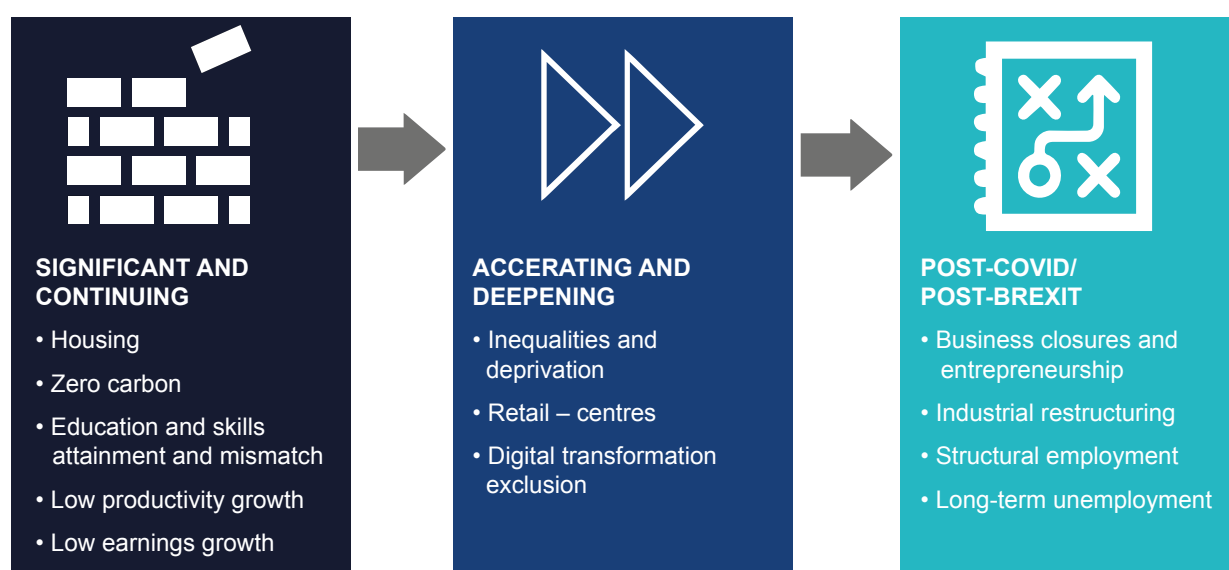 SIGNIFICANT AND
CONTINUING
• Housing
• Zero carbon
• Education and skills
attainment and mismatch
• Low productivity growth
• Low earnings growth
ACCERATING AND
DEEPENING
• Inequalities and
deprivation
• Retail – centres
• Digital transformation
exclusion
POST-COVID/
POST-BREXIT
• Business closures and
entrepreneurship
• Industrial restructuring
• Structural employment
• Long-term unemployment